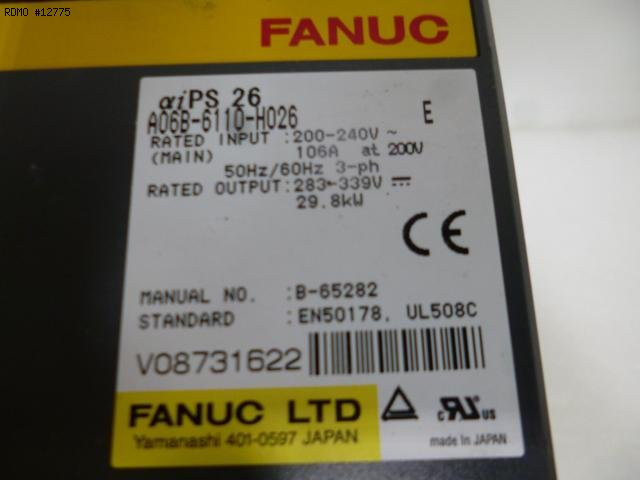 RDMO #12775
FANUC
αiPS 26
A06B-6110-H026 E
RATED INPUT :200-240V ~
(MAIN) 106A at 200V
50Hz/60Hz 3-ph
RATED OUTPUT:283~339V
29.8kW
CE
MANUAL NO. :B-65282
STANDARD :EN50178, UL508C
V08731622
FANUC LTD
Yamanashi 401-0597 JAPAN
c RU US
made in JAPAN